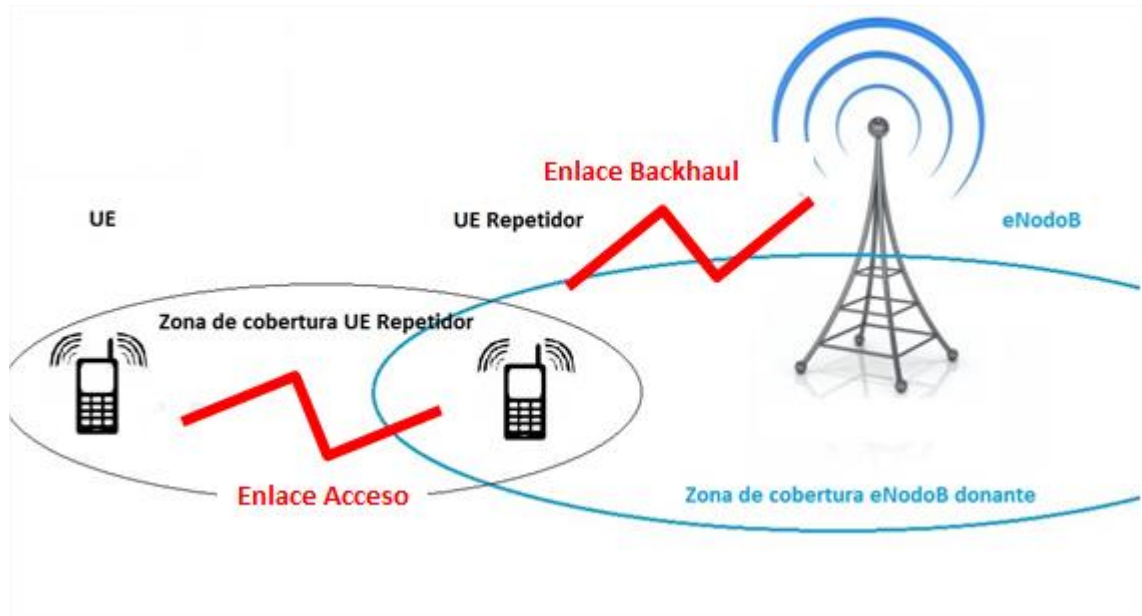 Enlace Backhaul
UE
UE Repetidor
eNodoB
Zona de cobertura UE Repetidor
Enlace Acceso
Zona de cobertura eNodoB donante